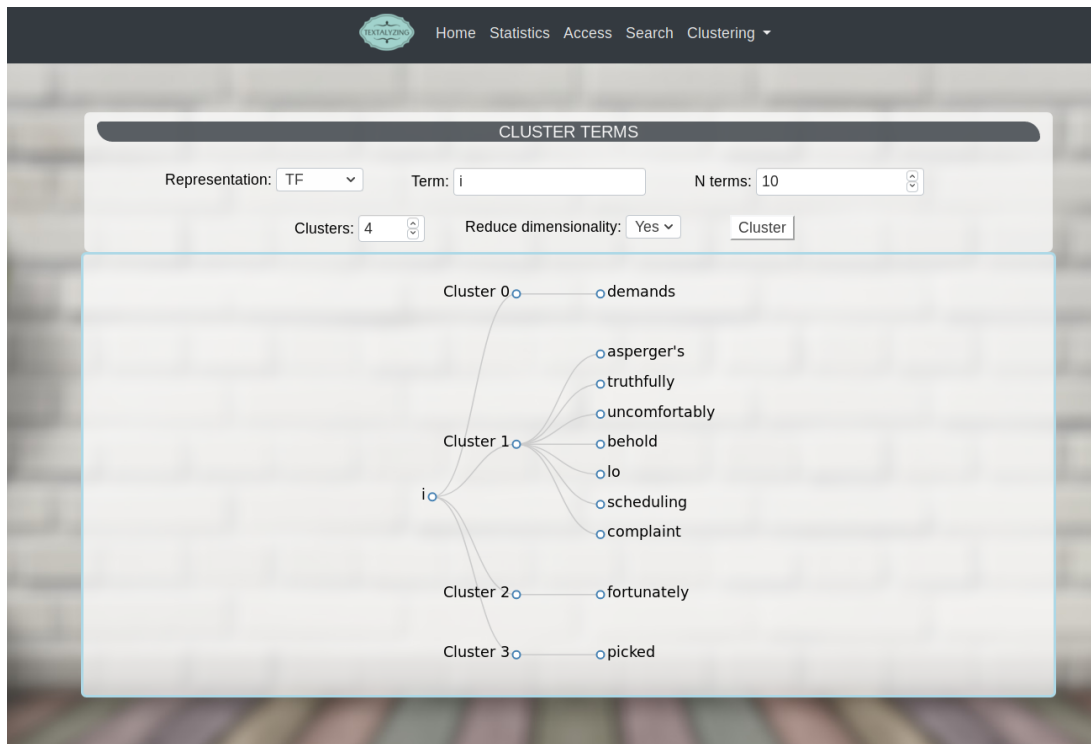 TEXTALYZING Home Statistics Access Search Clustering
CLUSTER TERMS
Representation: TF Term: i N terms: 10
Clusters: 4 Reduce dimensionality: Yes Cluster
Cluster 0 demands
asperger's
truthfully
uncomfortably
Cluster 1 behold
lo
i
scheduling
complaint
Cluster 2 fortunately
Cluster 3 picked